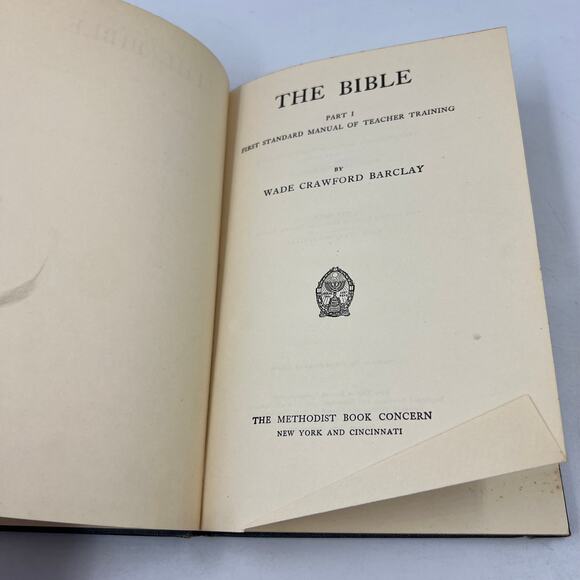 THE BIBLE
PART I
FIRST STANDARD MANUAL OF TEACHER TRAINING
BY
WADE CRAWFORD BARCLAY
THE METHODIST BOOK CONCERN
NEW YORK AND CINCINNATI